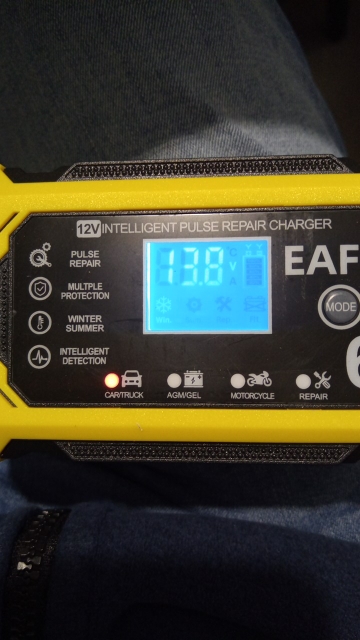 12V INTELLIGENT PULSE REPAIR CHARGER
PULSE
REPAIR
MULTPLE
PROTECTION
WINTER
SUMMER
INTELLIGENT
DETECTION
13.8 V
EAF
MODE
6
CAR/TRUCK
AGM/GEL
MOTORCYCLE
REPAIR